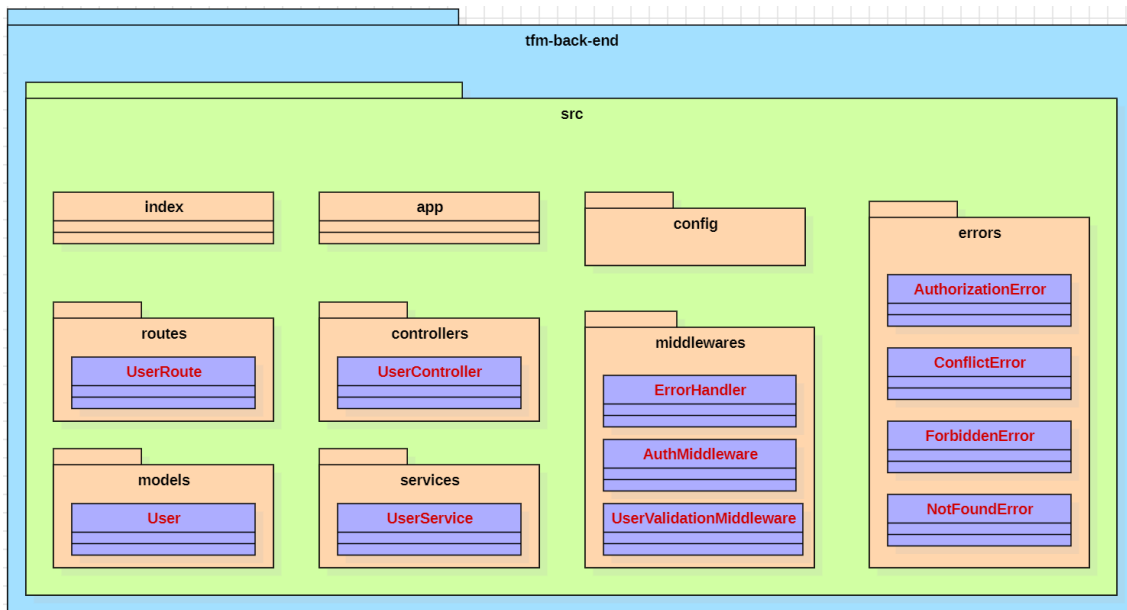 tfm-back-end
src
index
app
config
errors
AuthorizationError
ConflictError
ForbiddenError
NotFoundError
routes
UserRoute
controllers
UserController
middlewares
ErrorHandler
AuthMiddleware
UserValidationMiddleware
models
User
services
UserService